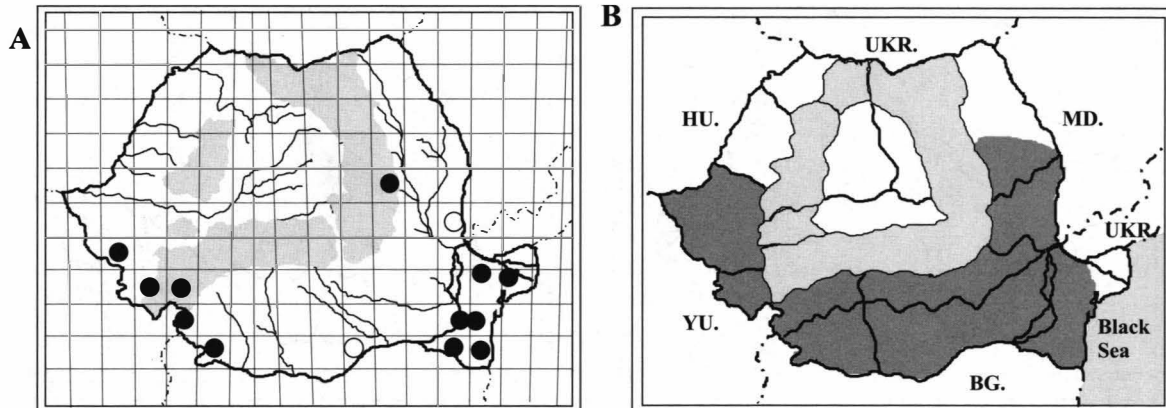 A
B
UKR.
HU.
MD.
UKR.
YU.
Black
Sea
BG.